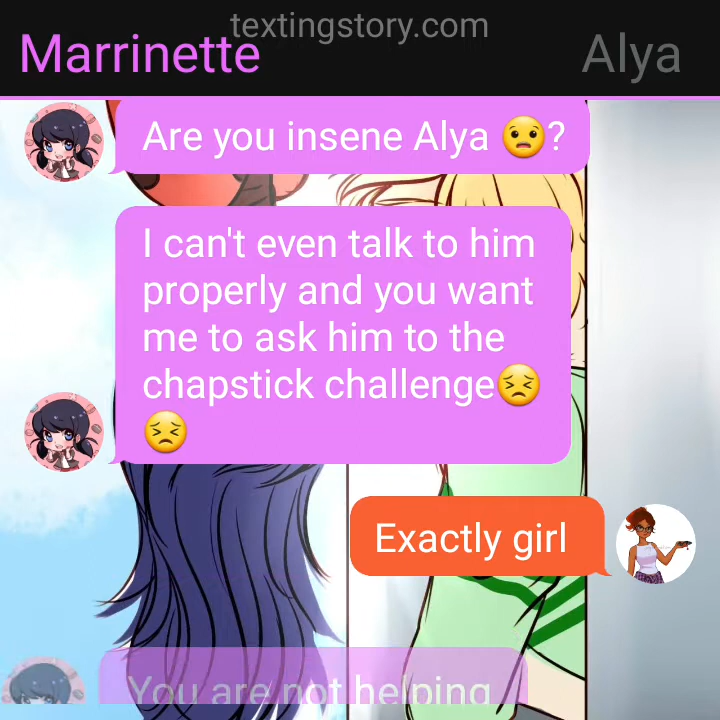 textingstory.com
Marrinette
Alya
Are you insene Alya 😟?
I can't even talk to him
properly and you want
me to ask him to the
chapstick challenge😣
😣
Exactly girl
You are not helping